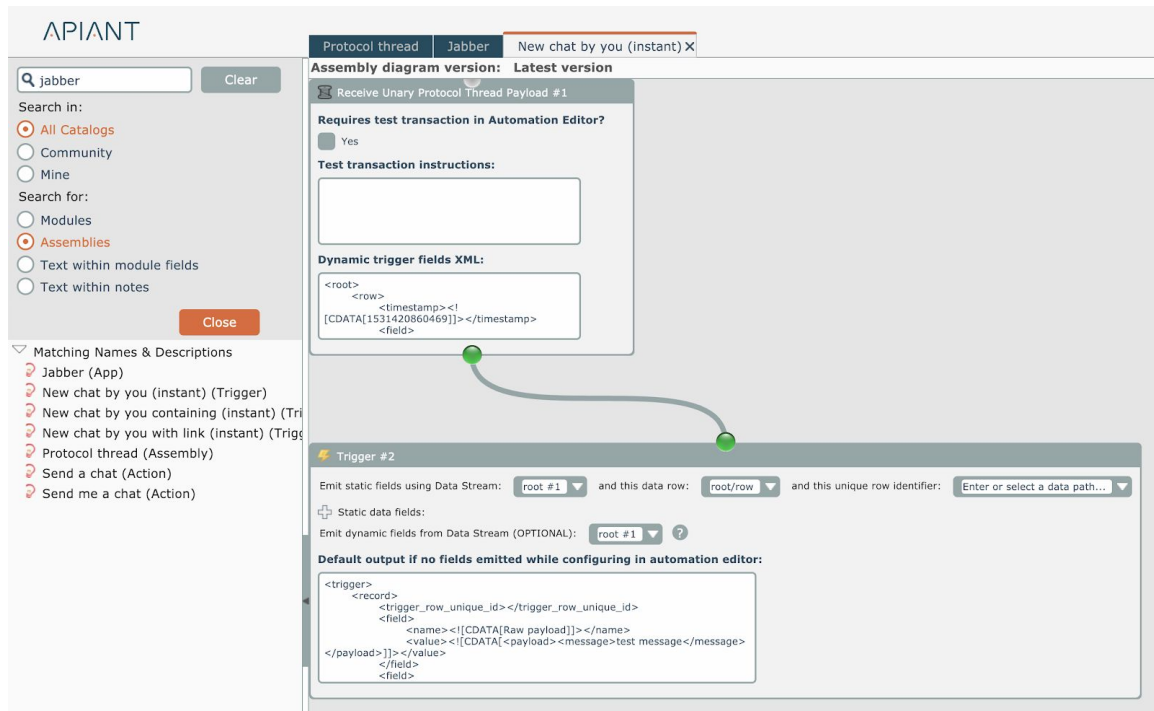 APIANT
Protocol thread
Jabber
New chat by you (instant) X
Assembly diagram version: Latest version
jabber
Clear
Search in:
All Catalogs
Community
Mine
Search for:
Modules
Assemblies
Text within module fields
Text within notes
Close
Matching Names & Descriptions
Jabber (App)
New chat by you (instant) (Trigger)
New chat by you containing (instant) (Tri
New chat by you with link (instant) (Trigg
Protocol thread (Assembly)
Send a chat (Action)
Send me a chat (Action)
Receive Unary Protocol Thread Payload #1
Requires test transaction in Automation Editor?
Yes
Test transaction instructions:
Dynamic trigger fields XML:
<root>
<row>
<timestamp><!
[CDATA[1531420860469]]></timestamp>
<field>
Trigger #2
Emit static fields using Data Stream: root #1 and this data row: root/row and this unique row identifier: Enter or select a data path...
Static data fields:
Emit dynamic fields from Data Stream (OPTIONAL): root #1 ?
Default output if no fields emitted while configuring in automation editor:
<trigger>
<record>
<trigger_row_unique_id></trigger_row_unique_id>
<field>
<name><![CDATA[Raw payload]]></name>
<value><![CDATA[<payload><message>test message</message>
</payload>]]></value>
</field>
<field>